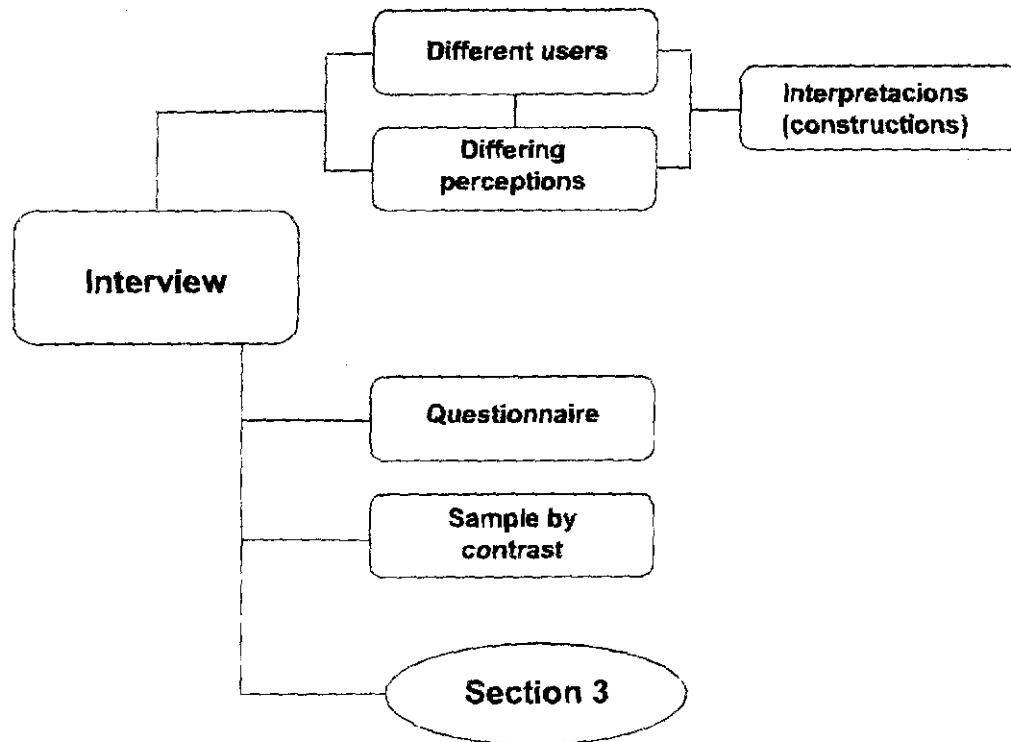 Different users
Interpretacions
(constructions)
Differing
perceptions
Interview
Questionnaire
Sample by
contrast
Section 3